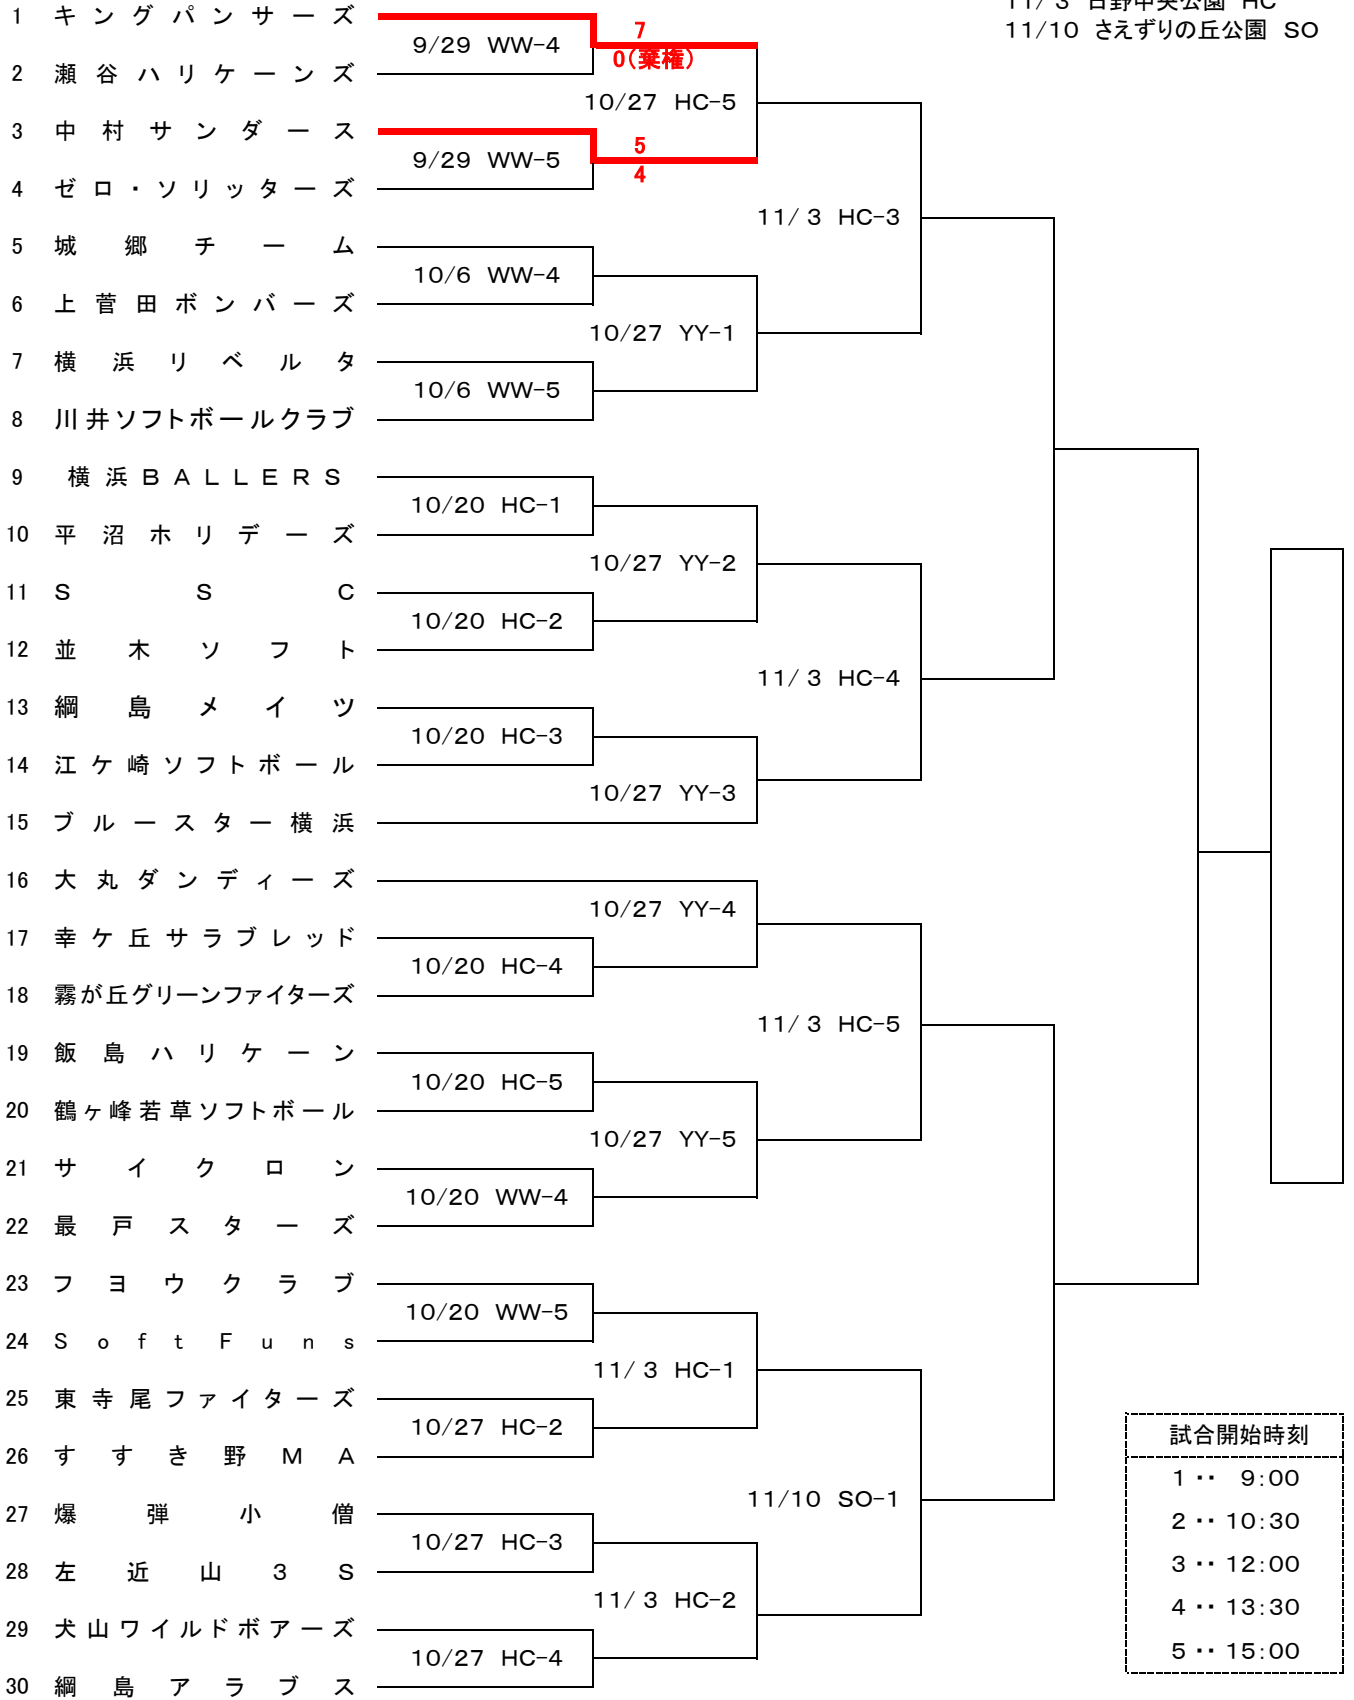 11/ 3 日野中央公園 HC
11/10 さえずりの丘公園 SO
1 キングパンサーズ
9/29 WW-4
7
0(棄権)
2 瀬谷ハリケーンズ
10/27 HC-5
3 中村サンダース
9/29 WW-5
5
4
4 ゼロ・ソリッターズ
11/ 3 HC-3
5 城郷チーム
10/6 WW-4
6 上菅田ボンバーズ
10/27 YY-1
7 横浜リベルタ
10/6 WW-5
8 川井ソフトボールクラブ
9 横浜BALLERS
10/20 HC-1
10 平沼ホリデーズ
10/27 YY-2
11 SSC
10/20 HC-2
12 並木ソフト
11/ 3 HC-4
13 綱島メイツ
10/20 HC-3
14 江ケ崎ソフトボール
10/27 YY-3
15 ブルースター横浜
16 大丸ダンディーズ
10/27 YY-4
17 幸ケ丘サラブレッド
10/20 HC-4
18 霧が丘グリーンファイターズ
11/ 3 HC-5
19 飯島ハリケーン
10/20 HC-5
20 鶴ヶ峰若草ソフトボール
10/27 YY-5
21 サイクロン
10/20 WW-4
22 最戸スターズ
23 フヨウクラブ
10/20 WW-5
24 SoftFuns
11/ 3 HC-1
25 東寺尾ファイターズ
10/27 HC-2
26 すすき野MA
11/10 SO-1
27 爆弾小僧
10/27 HC-3
28 左近山3S
11/ 3 HC-2
29 犬山ワイルドボアーズ
10/27 HC-4
30 綱島アラブス
試合開始時刻
1 ・・ 9:00
2 ・・ 10:30
3 ・・ 12:00
4 ・・ 13:30
5 ・・ 15:00